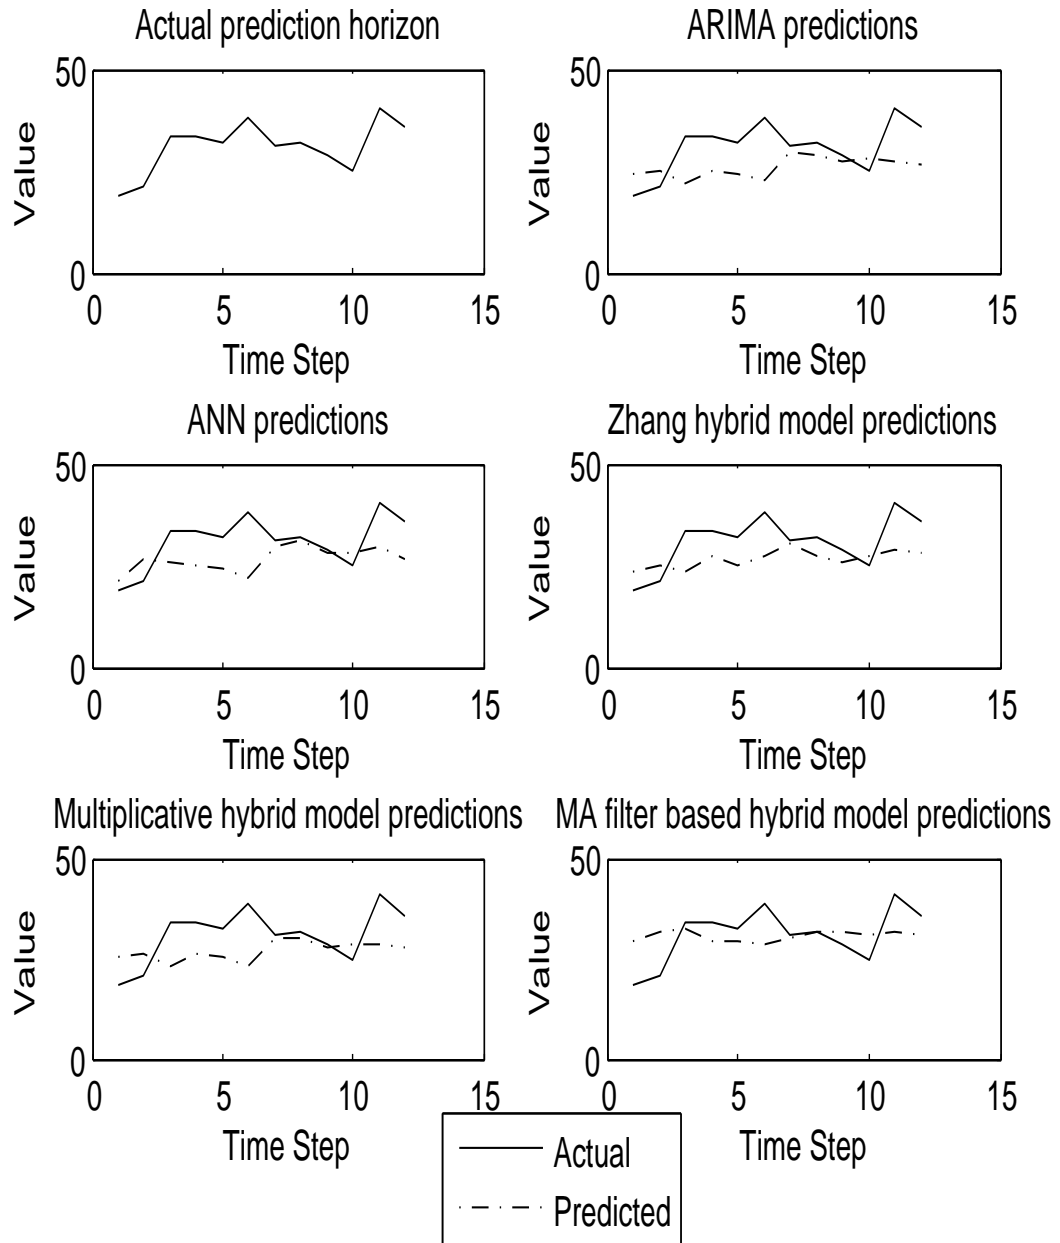 Actual prediction horizon
50
0
Value
0 5 10 15
Time Step
ARIMA predictions
50
0
Value
0 5 10 15
Time Step
ANN predictions
50
0
Value
0 5 10 15
Time Step
Zhang hybrid model predictions
50
0
Value
0 5 10 15
Time Step
Multiplicative hybrid model predictions
50
0
Value
0 5 10 15
Time Step
MA filter based hybrid model predictions
50
0
Value
0 5 10 15
Time Step
Actual
Predicted